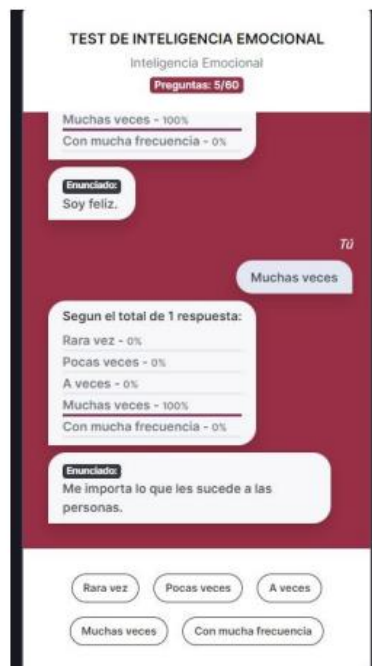 TEST DE INTELIGENCIA EMOCIONAL
Inteligencia Emocional
Preguntas: 5/60
Muchas veces - 100%
Con mucha frecuencia - 0%
Enunciado:
Soy feliz.
Tú
Muchas veces
Segun el total de 1 respuesta:
Rara vez - 0%
Pocas veces - 0%
A veces - 0%
Muchas veces - 100%
Con mucha frecuencia - 0%
Enunciado:
Me importa lo que les sucede a las
personas.
Rara vez
Pocas veces
A veces
Muchas veces
Con mucha frecuencia